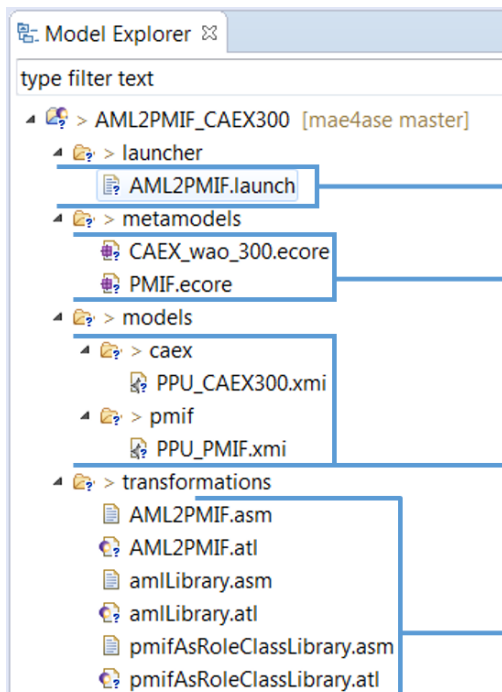 Model Explorer
type filter text
> AML2PMIF_CAEX300 [mae4ase master]
> launcher
AML2PMIF.launch
> metamodels
CAEX_wao_300.ecore
PMIF.ecore
> models
> caex
PPU_CAEX300.xmi
> pmif
PPU_PMIF.xmi
> transformations
AML2PMIF.asm
AML2PMIF.atl
amlLibrary.asm
amlLibrary.atl
pmifAsRoleClassLibrary.asm
pmifAsRoleClassLibrary.atl